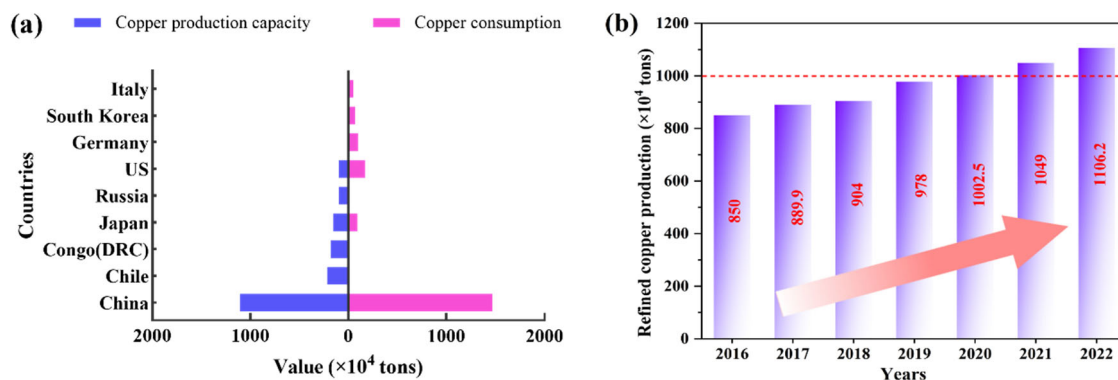 (a)
Copper production capacity
Copper consumption
Countries
Italy
South Korea
Germany
US
Russia
Japan
Congo(DRC)
Chile
China
2000 1000 0 1000 2000
Value (×10⁴ tons)
(b)
Refined copper production (×10⁴ tons)
1200
1000
800
600
400
200
0
850
889.9
904
978
1002.5
1049
1106.2
2016 2017 2018 2019 2020 2021 2022
Years